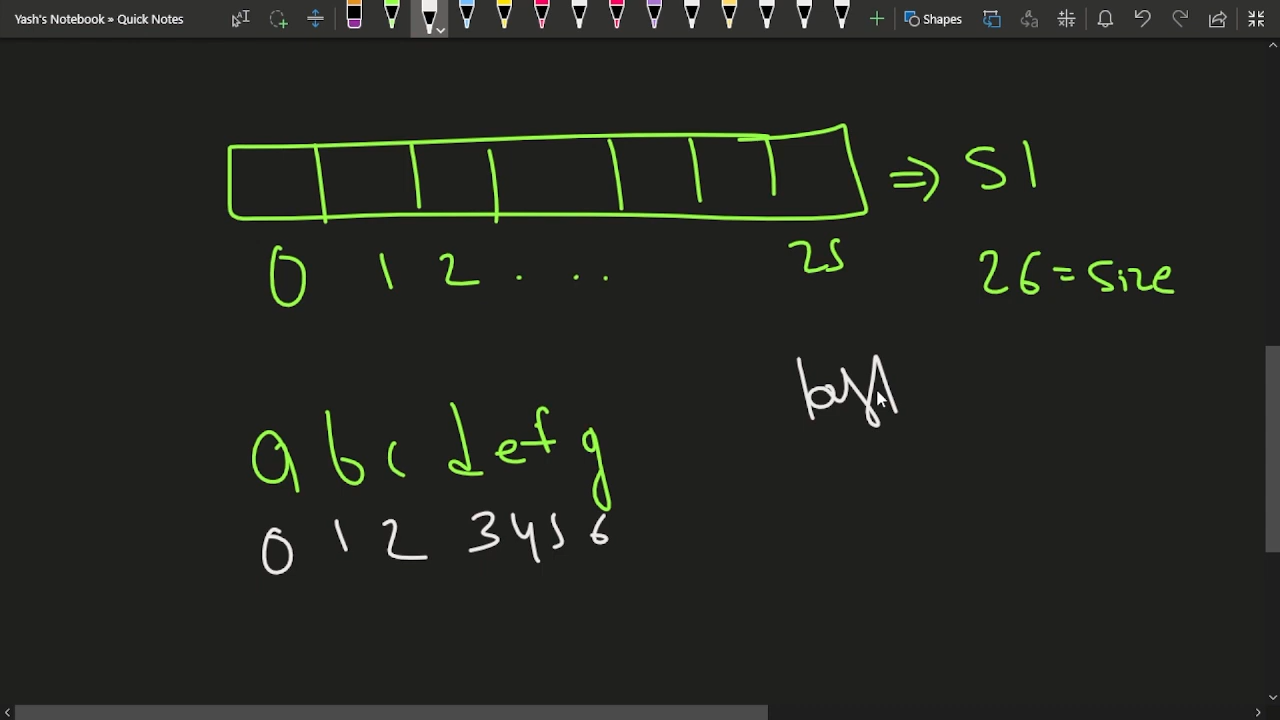 Yash's Notebook » Quick Notes
Shapes
⇒ S1
0 1 2 . . . 25
26 = Size
a b c d e f g
0 1 2 3 4 5 6